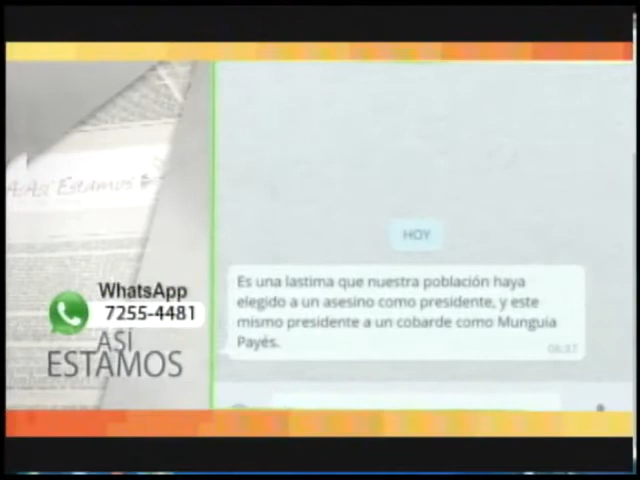 Así Estamos
HOY
Es una lastima que nuestra población haya
elegido a un asesino como presidente, y este
mismo presidente a un cobarde como Munguia
Payés.
08:37
WhatsApp
7255-4481
ASÍ
ESTAMOS